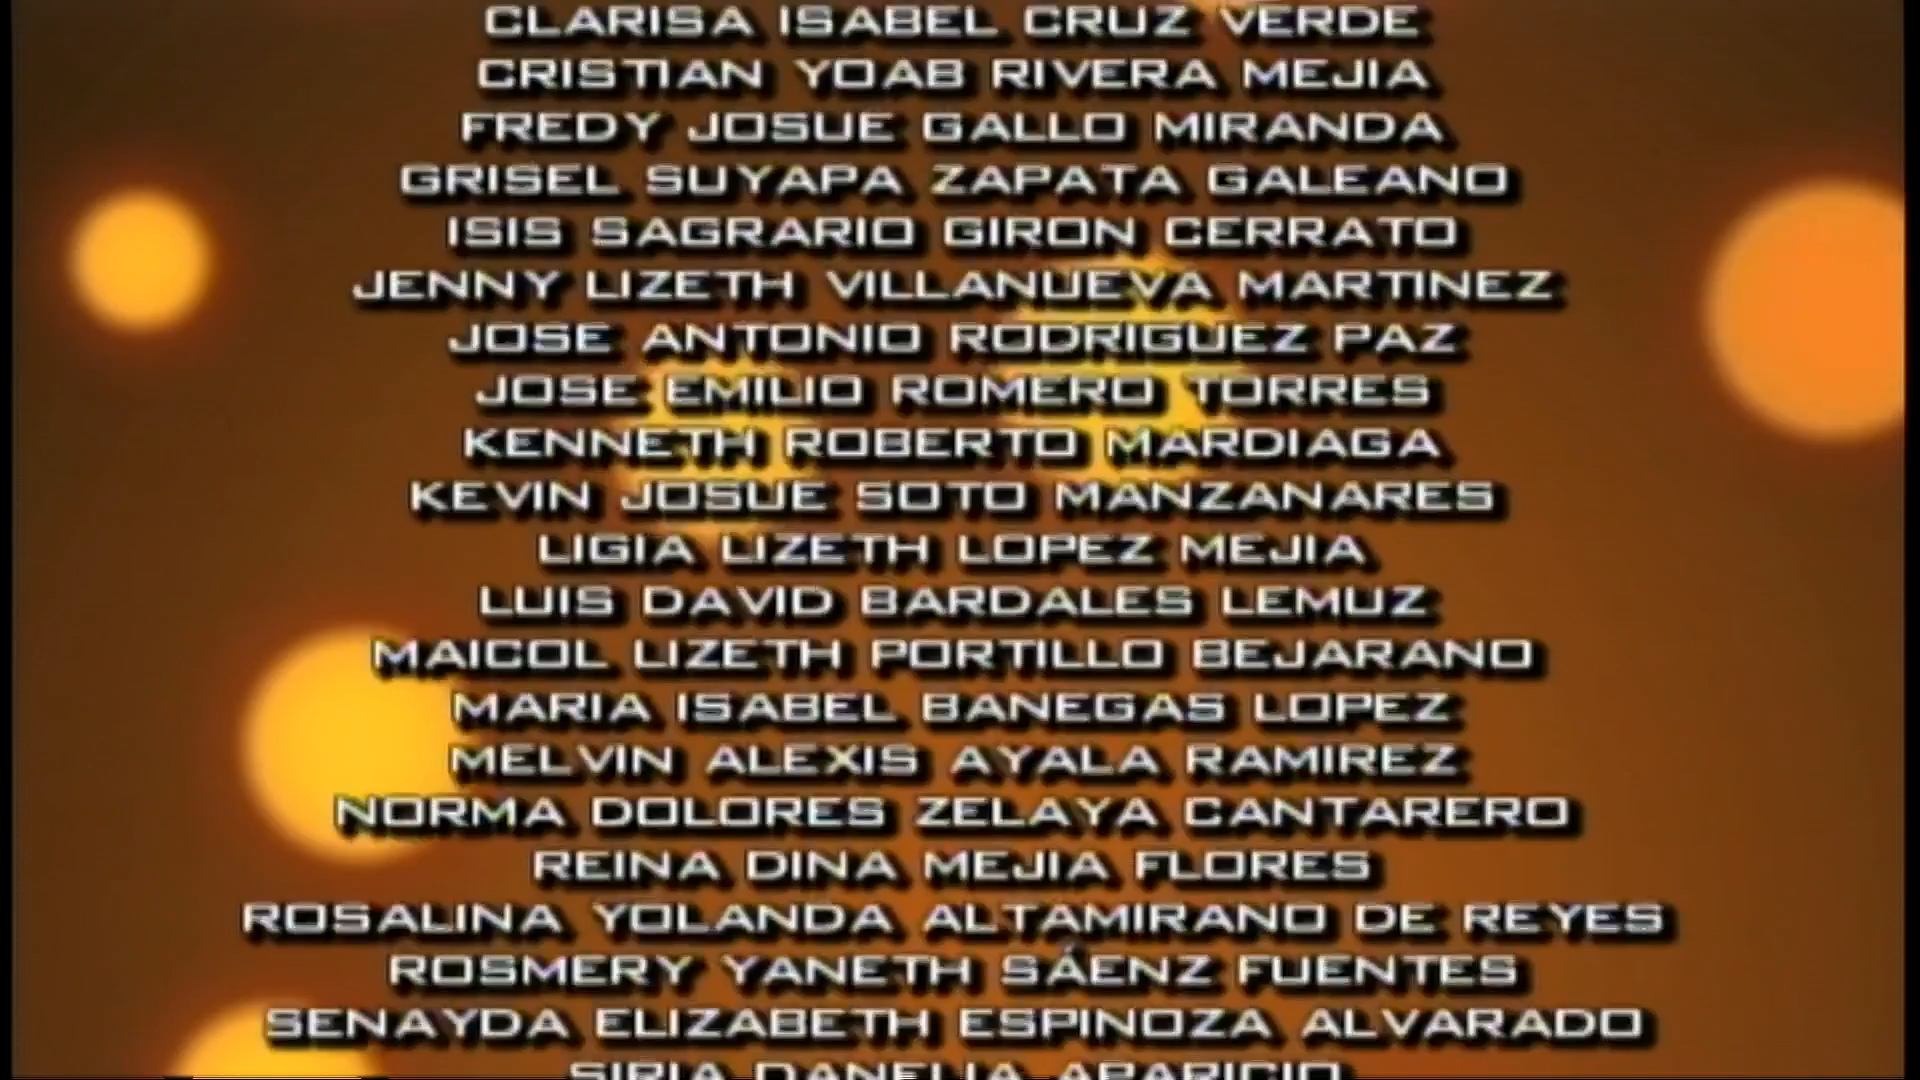 CLARISA ISABEL CRUZ VERDE
CRISTIAN YOAB RIVERA MEJIA
FREDY JOSUE GALLO MIRANDA
GRISEL SUYAPA ZAPATA GALEANO
ISIS SAGRARIO GIRON CERRATO
JENNY LIZETH VILLANUEVA MARTINEZ
JOSE ANTONIO RODRIGUEZ PAZ
JOSE EMILIO ROMERO TORRES
KENNETH ROBERTO MARDIAGA
KEVIN JOSUE SOTO MANZANARES
LIGIA LIZETH LOPEZ MEJIA
LUIS DAVID BARDALES LEMUZ
MAICOL LIZETH PORTILLO BEJARANO
MARIA ISABEL BANEGAS LOPEZ
MELVIN ALEXIS AYALA RAMIREZ
NORMA DOLORES ZELAYA CANTARERO
REINA DINA MEJIA FLORES
ROSALINA YOLANDA ALTAMIRANO DE REYES
ROSMERY YANETH SÁENZ FUENTES
SENAYDA ELIZABETH ESPINOZA ALVARADO
SIRIA DANELIA APARICIO